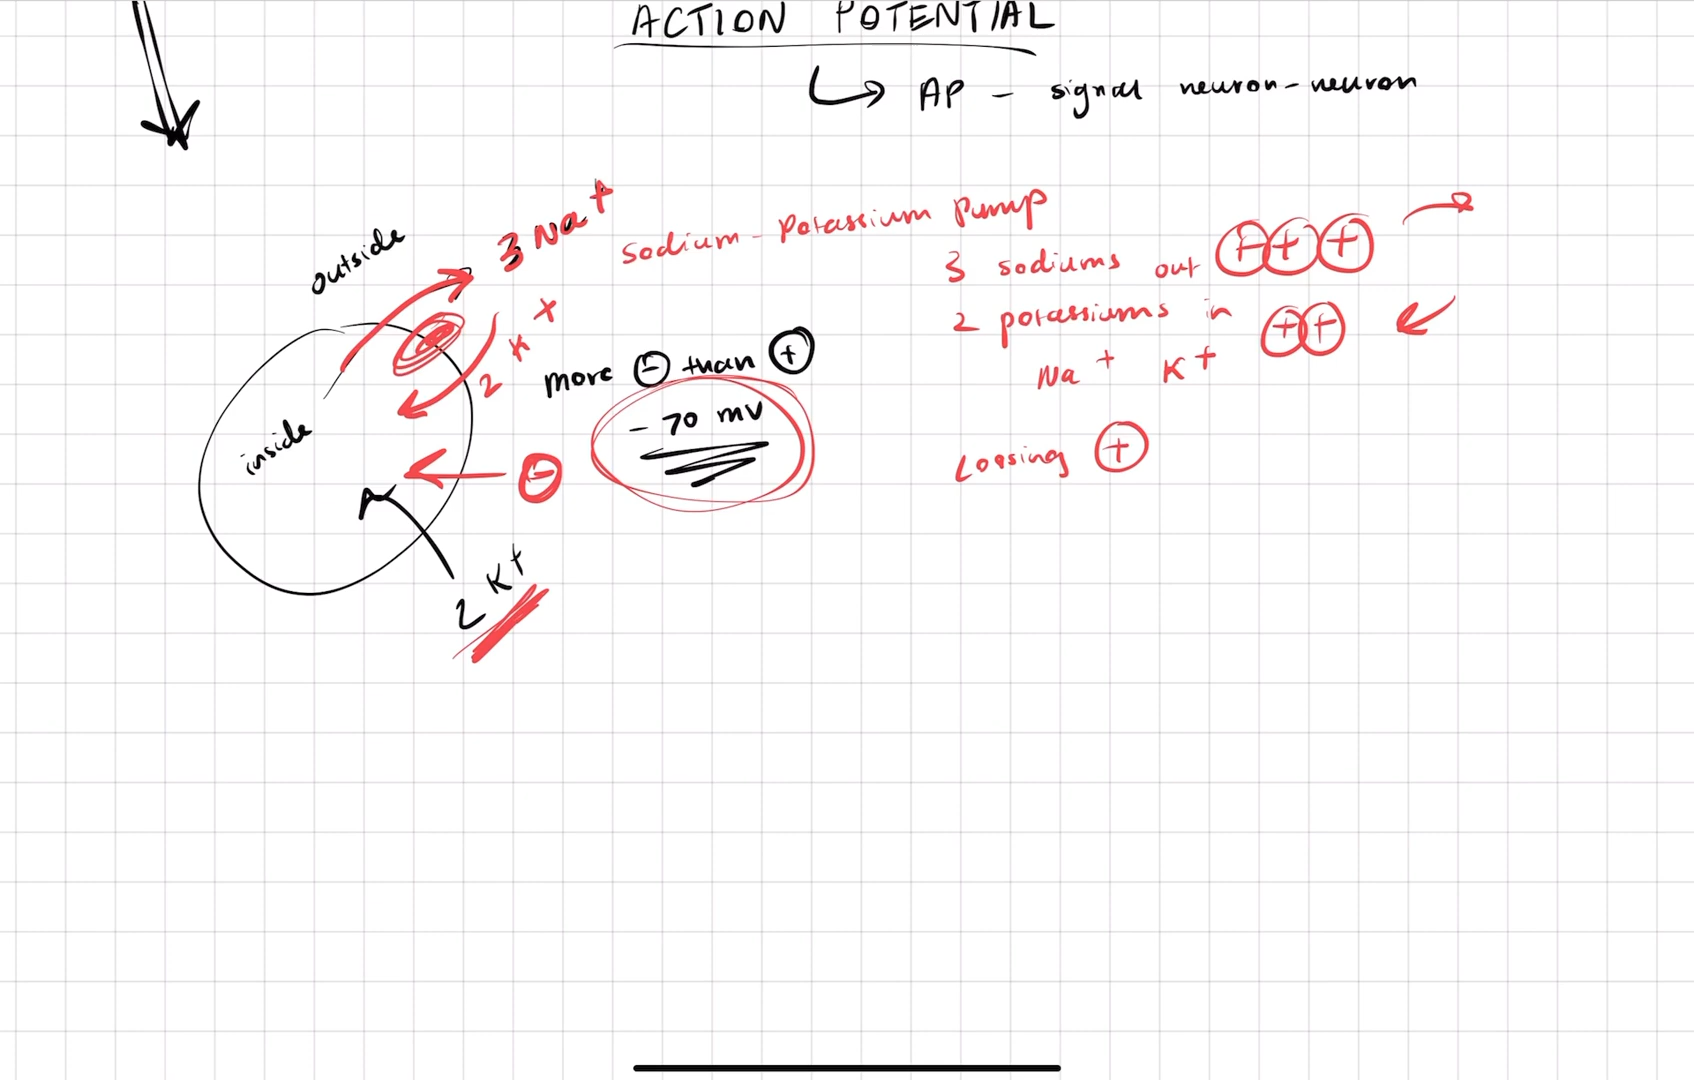 ACTION POTENTIAL
AP - signal neuron-neuron
outside
3 Na+
Sodium-Potassium Pump
3 sodiums out +++
2 potassiums in ++
Na+ K+
2 K+
more - than +
-70 mV
inside
-
Loosing +
2 K+